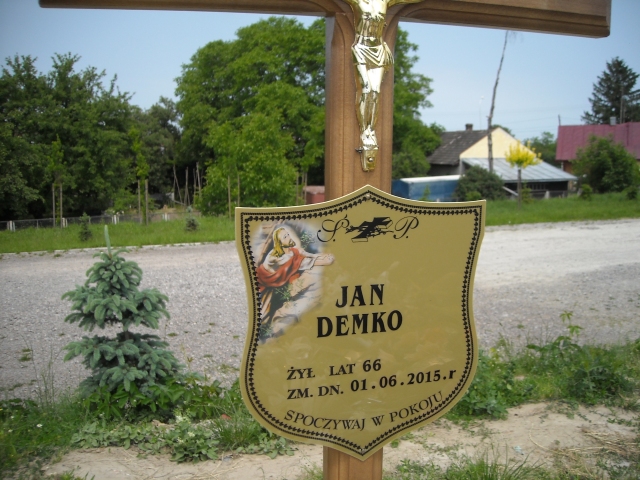 Ś. P.
JAN
DEMKO
ŻYŁ LAT 66
ZM. DN. 01.06.2015.r
SPOCZYWAJ W POKOJU